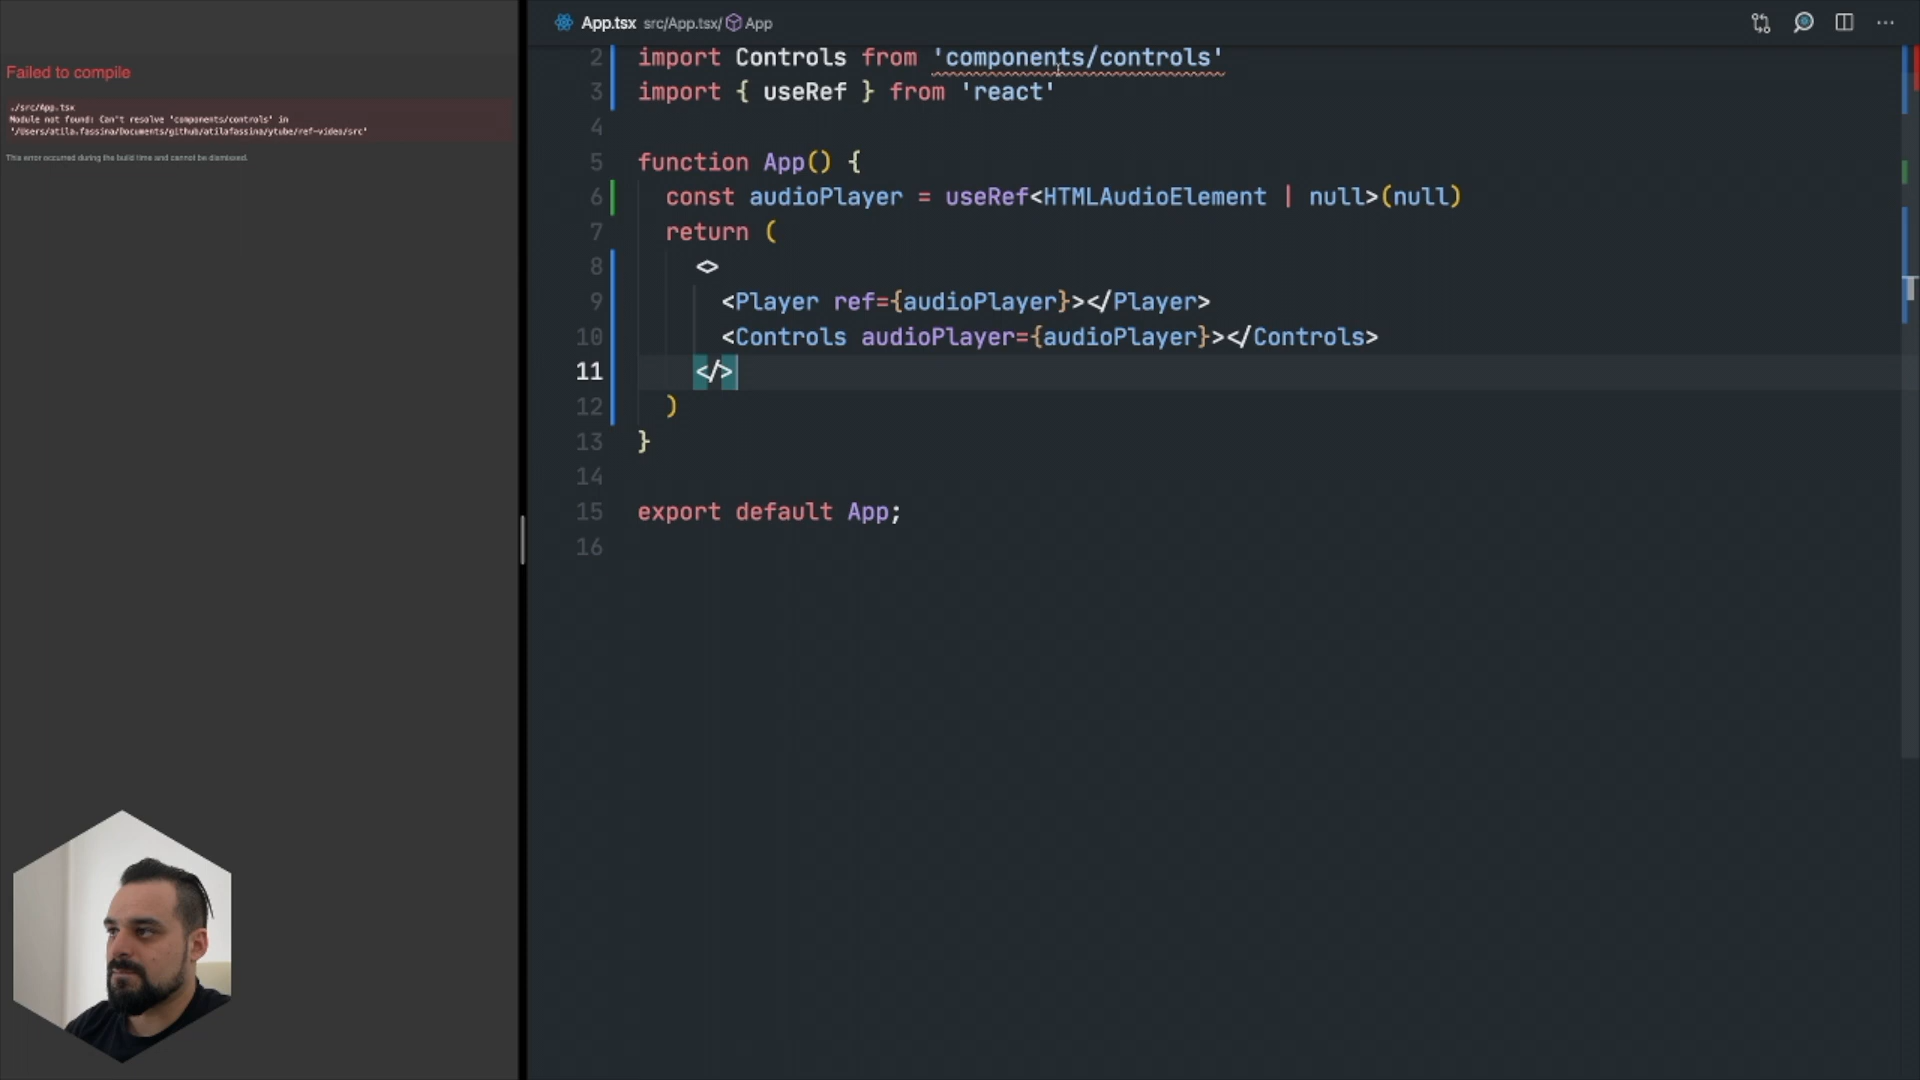 Failed to compile
./src/App.tsx
Module not found: Can't resolve 'components/controls' in
'/Users/atila.fassina/Documents/github/atilafassina/ytube/ref-video/src'
This error occurred during the build time and cannot be dismissed.
App.tsx src/App.tsx/ App
2 import Controls from 'components/controls'
3 import { useRef } from 'react'
4
5 function App() {
6 const audioPlayer = useRef<HTMLAudioElement | null>(null)
7 return (
8 <>
9 <Player ref={audioPlayer}></Player>
10 <Controls audioPlayer={audioPlayer}></Controls>
11 </>
12 )
13 }
14
15 export default App;
16